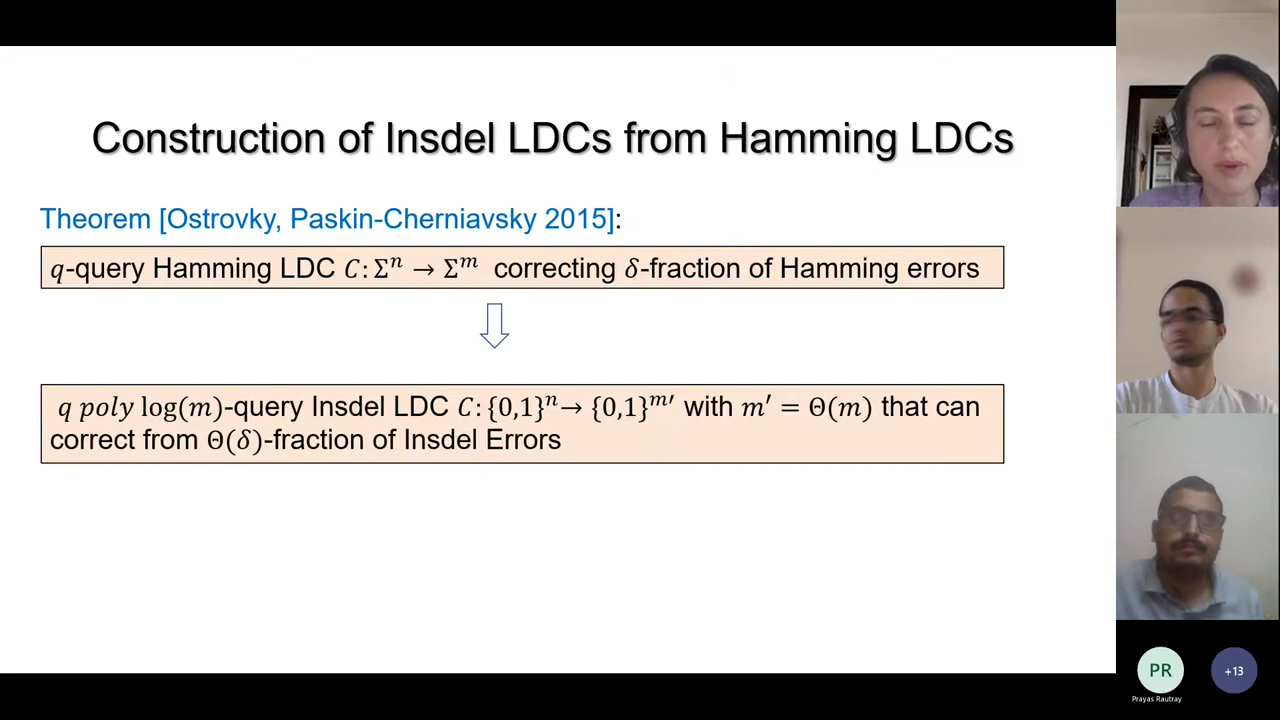 Construction of Insdel LDCs from Hamming LDCs
Theorem [Ostrovky, Paskin-Cherniavsky 2015]:
q-query Hamming LDC C: Σⁿ → Σᵐ correcting δ-fraction of Hamming errors
q poly log(m)-query Insdel LDC C: {0,1}ⁿ→ {0,1}ᵐ′ with m′ = Θ(m) that can
correct from Θ(δ)-fraction of Insdel Errors
PR
+13
Prayas Rautray